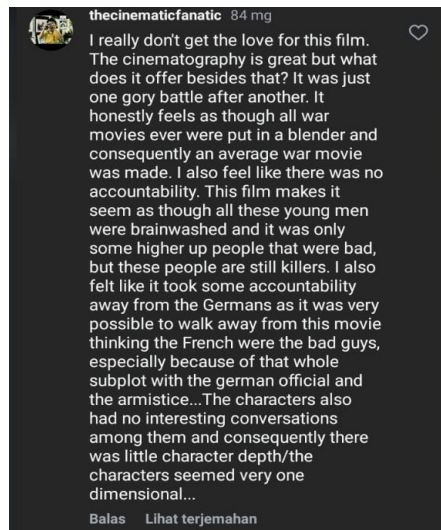 thecinematicfanatic 84 mg
I really don't get the love for this film.
The cinematography is great but what
does it offer besides that? It was just
one gory battle after another. It
honestly feels as though all war
movies ever were put in a blender and
consequently an average war movie
was made. I also feel like there was no
accountability. This film makes it
seem as though all these young men
were brainwashed and it was only
some higher up people that were bad,
but these people are still killers. I also
felt like it took some accountability
away from the Germans as it was very
possible to walk away from this movie
thinking the French were the bad guys,
especially because of that whole
subplot with the german official and
the armistice...The characters also
had no interesting conversations
among them and consequently there
was little character depth/the
characters seemed very one
dimensional...
Balas Lihat terjemahan